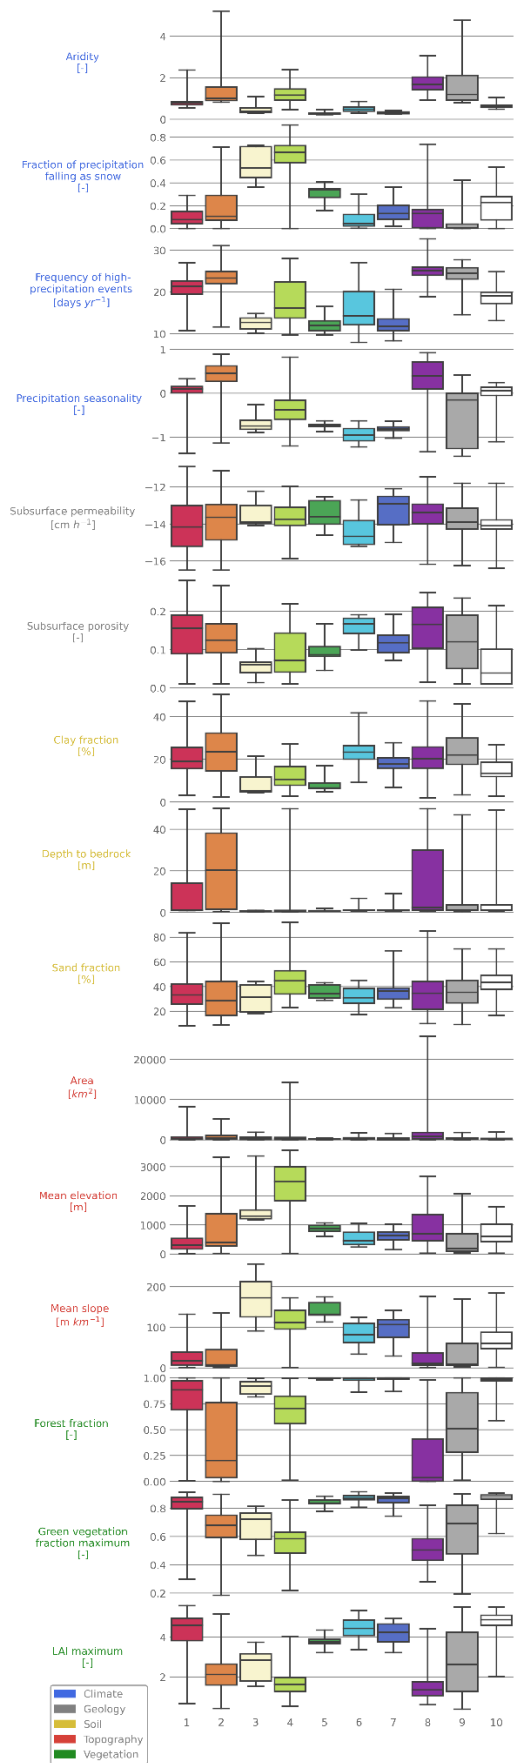 Aridity
[-]
4
2
0
Fraction of precipitation
falling as snow
[-]
0.8
0.6
0.4
0.2
0.0
Frequency of high-
precipitation events
[days yr⁻¹]
30
20
10
Precipitation seasonality
[-]
1
0
−1
Subsurface permeability
[cm h ⁻¹]
−12
−14
−16
Subsurface porosity
[-]
0.2
0.1
0.0
Clay fraction
[%]
40
20
0
Depth to bedrock
[m]
40
20
0
Sand fraction
[%]
80
60
40
20
Area
[km²]
20000
10000
0
Mean elevation
[m]
3000
2000
1000
0
Mean slope
[m km⁻¹]
200
100
0
Forest fraction
[-]
1.00
0.75
0.50
0.25
0.00
Green vegetation
fraction maximum
[-]
0.8
0.6
0.4
0.2
LAI maximum
[-]
4
2
1 2 3 4 5 6 7 8 9 10
Climate
Geology
Soil
Topography
Vegetation